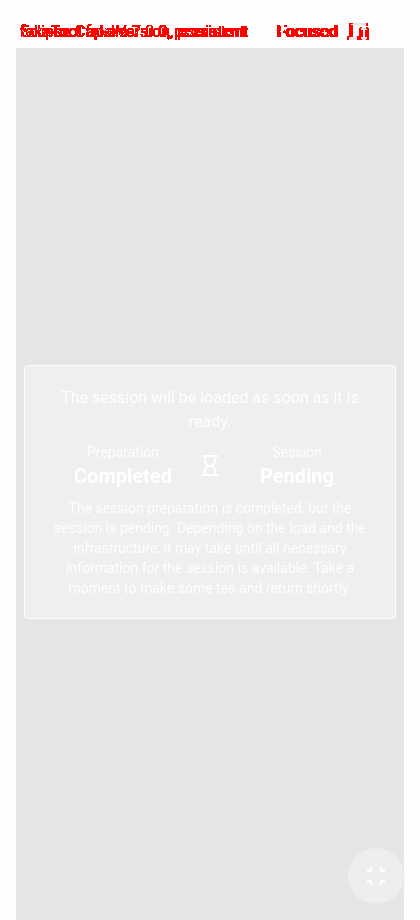 Focused
The session will be loaded as soon as it is
ready.
Preparation
Session
Completed
Pending
The session preparation is completed, but the
session is pending. Depending on the load and the
infrastructure, it may take until all necessary
information for the session is available. Take a
moment to make some tea and return shortly.